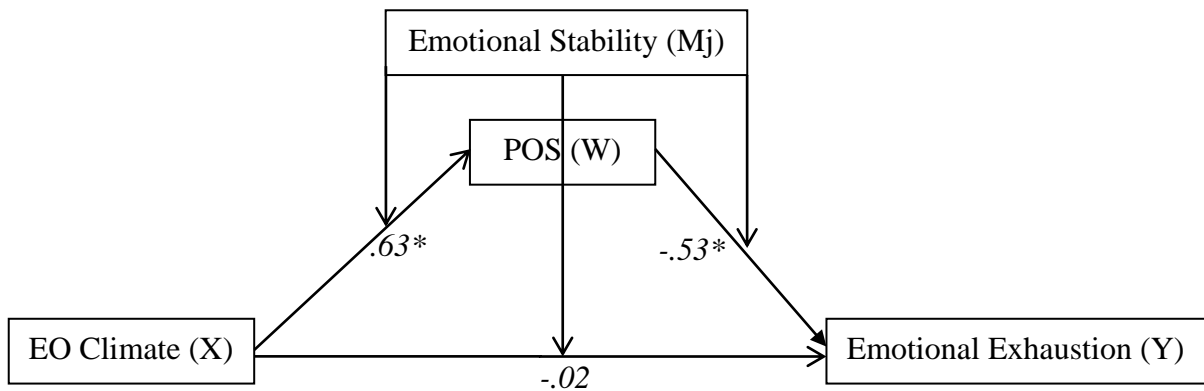 Emotional Stability (Mj)
POS (W)
.63*
-.53*
EO Climate (X)
Emotional Exhaustion (Y)
-.02